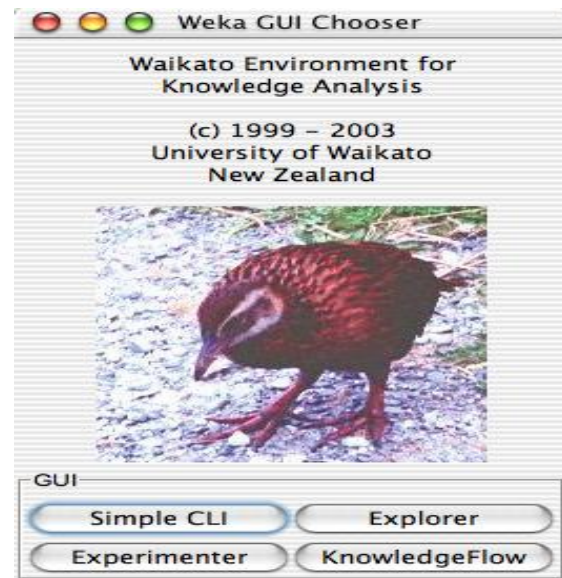 Weka GUI Chooser
Waikato Environment for
Knowledge Analysis
(c) 1999 – 2003
University of Waikato
New Zealand
GUI
Simple CLI Explorer
Experimenter KnowledgeFlow